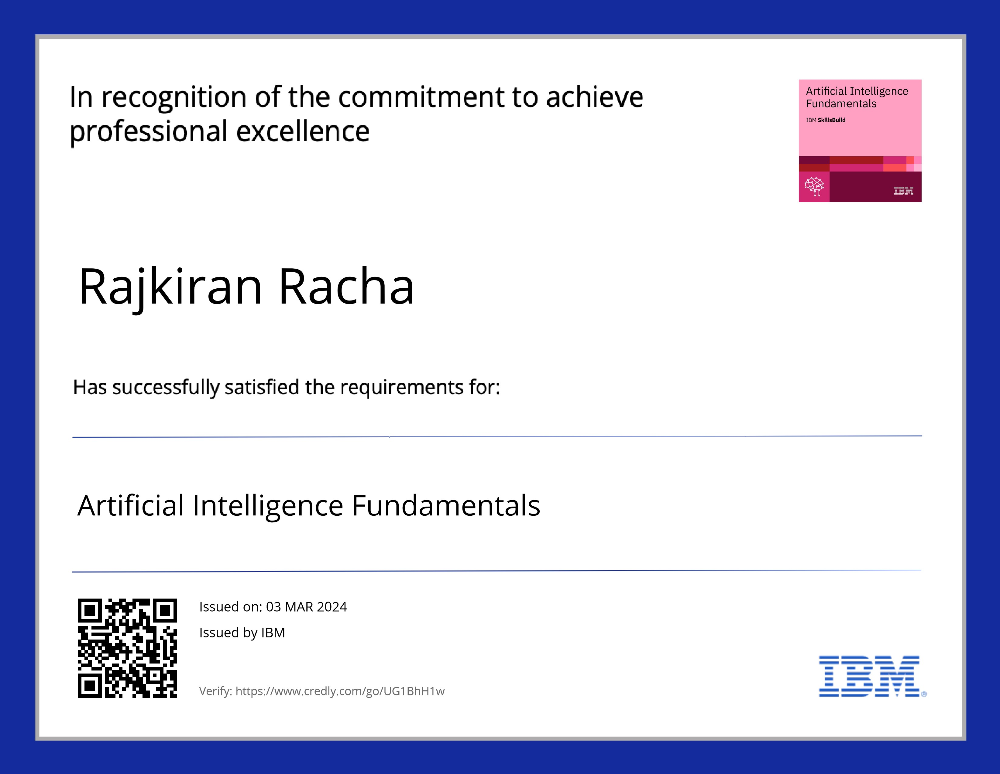 In recognition of the commitment to achieve
professional excellence
Artificial Intelligence
Fundamentals
IBM SkillsBuild
IBM
Rajkiran Racha
Has successfully satisfied the requirements for:
Artificial Intelligence Fundamentals
Issued on: 03 MAR 2024
Issued by IBM
Verify: https://www.credly.com/go/UG1BhH1w
IBM®